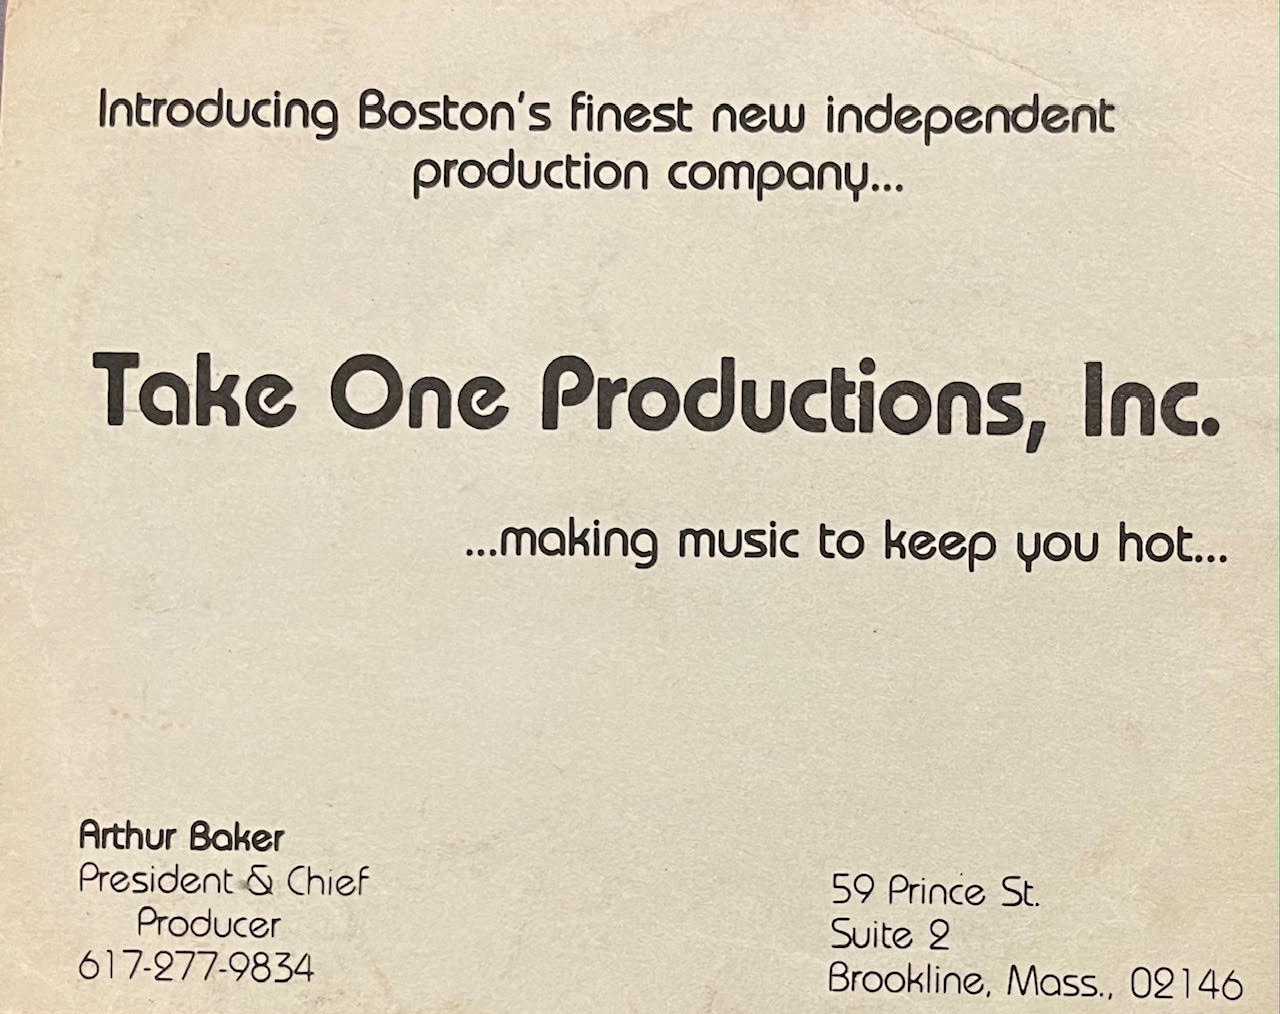 Introducing Boston's finest new independent
production company...
Take One Productions, Inc.
...making music to keep you hot...
Arthur Baker
President & Chief
Producer
617-277-9834
59 Prince St.
Suite 2
Brookline, Mass., 02146